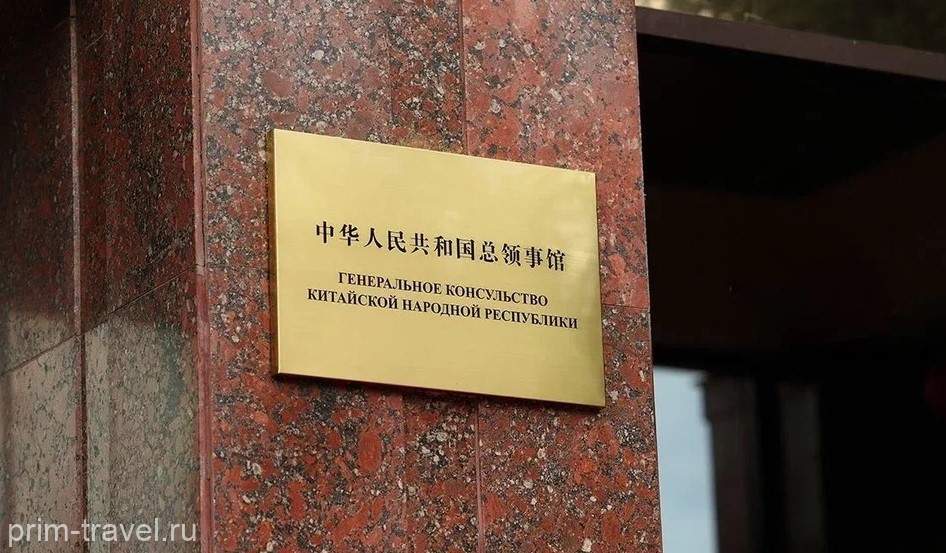 中华人民共和国总领事馆
ГЕНЕРАЛЬНОЕ КОНСУЛЬСТВО
КИТАЙСКОЙ НАРОДНОЙ РЕСПУБЛИКИ
prim-travel.ru